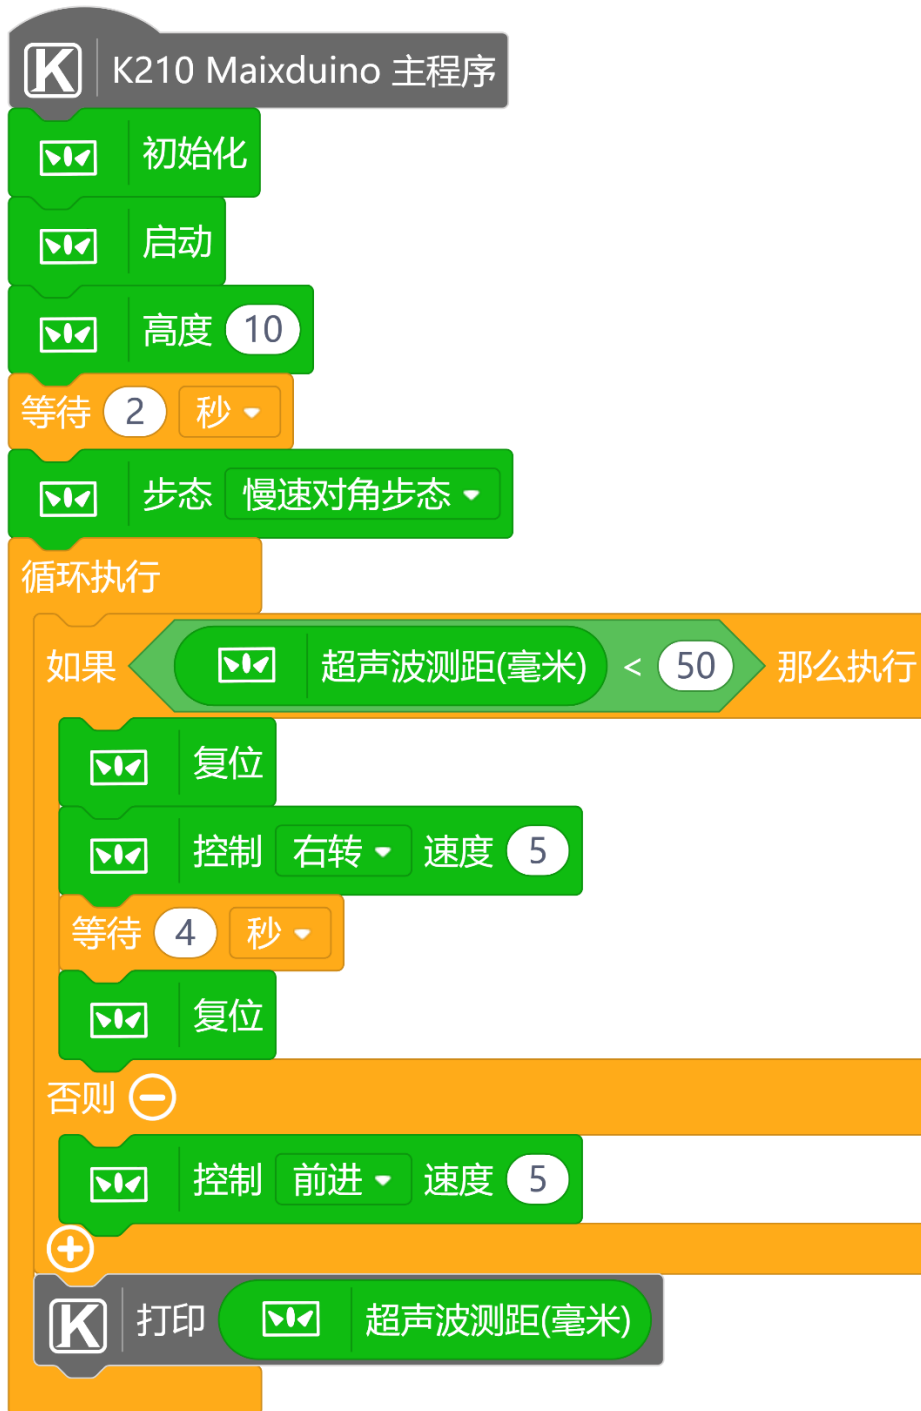 K210 Maixduino 主程序
初始化
启动
高度 10
等待 2 秒
步态 慢速对角步态
循环执行
如果 超声波测距(毫米) < 50 那么执行
复位
控制 右转 速度 5
等待 4 秒
复位
否则
控制 前进 速度 5
打印 超声波测距(毫米)